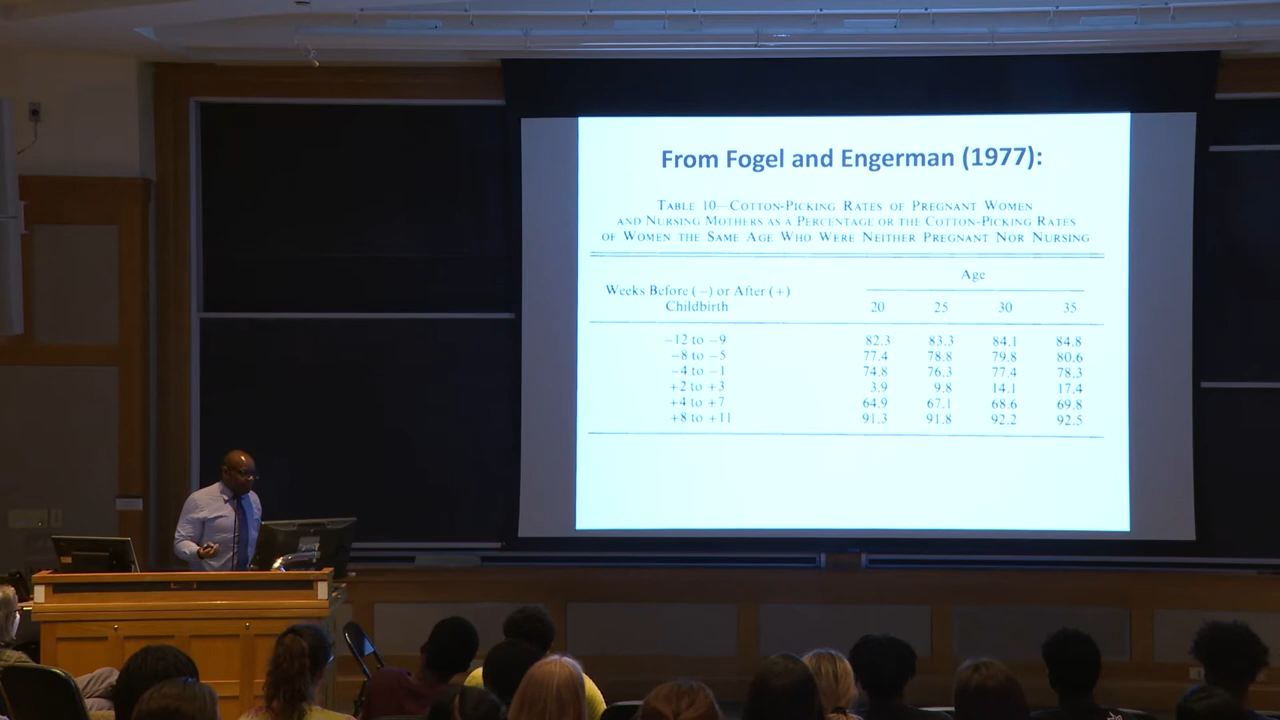 From Fogel and Engerman (1977):
TABLE 10—COTTON-PICKING RATES OF PREGNANT WOMEN
AND NURSING MOTHERS AS A PERCENTAGE OR THE COTTON-PICKING RATES
OF WOMEN THE SAME AGE WHO WERE NEITHER PREGNANT NOR NURSING
Age
Weeks Before (−) or After (+)
Childbirth 20 25 30 35
−12 to −9 82.3 83.3 84.1 84.8
−8 to −5 77.4 78.8 79.8 80.6
−4 to −1 74.8 76.3 77.4 78.3
+2 to +3 3.9 9.8 14.1 17.4
+4 to +7 64.9 67.1 68.6 69.8
+8 to +11 91.3 91.8 92.2 92.5